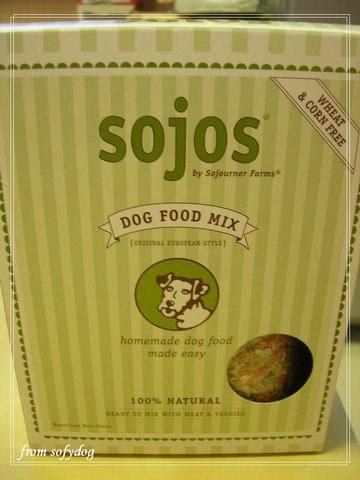 WHEAT
& CORN FREE
sojos®
by Sojourner Farms®
DOG FOOD MIX
[ORIGINAL EUROPEAN-STYLE]
homemade dog food
made easy
100% NATURAL
READY TO MIX WITH MEAT & VEGGIES
from sofydog